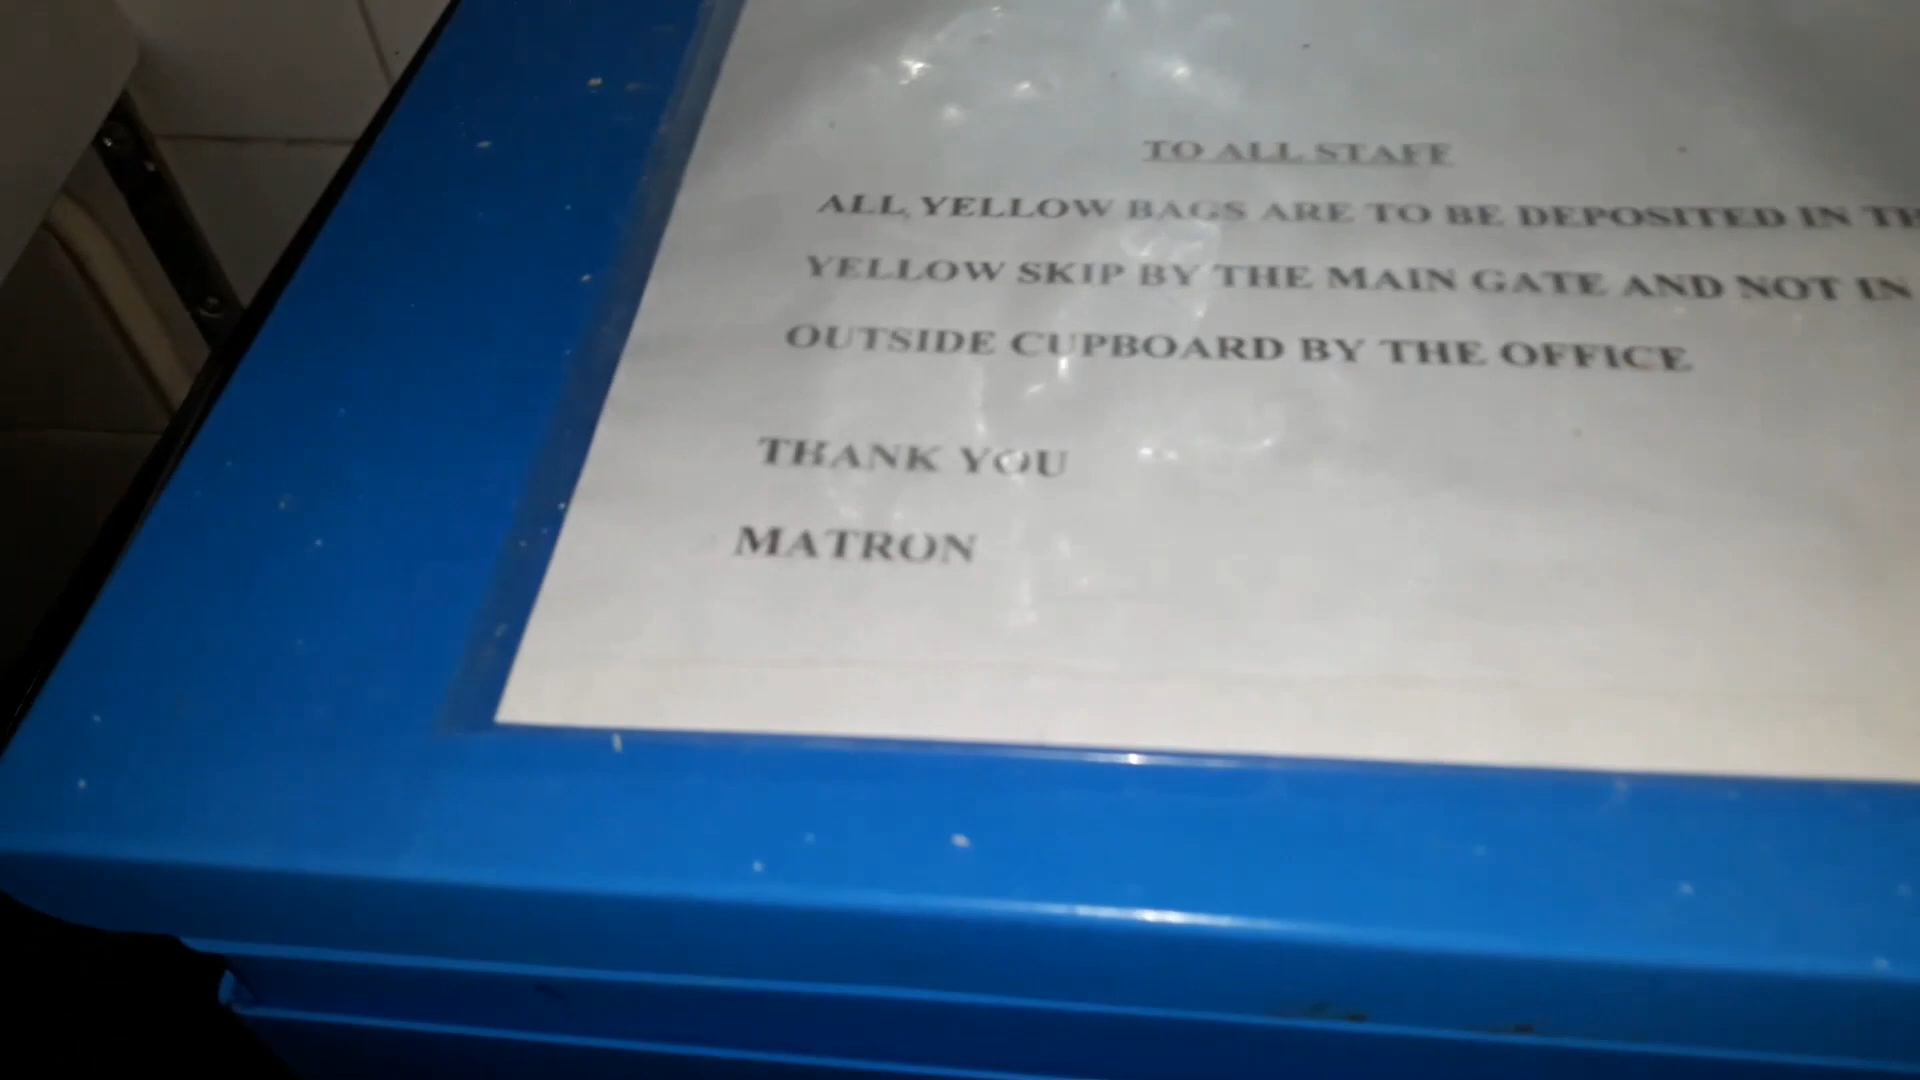 TO ALL STAFF
ALL YELLOW BAGS ARE TO BE DEPOSITED IN
YELLOW SKIP BY THE MAIN GATE AND NOT IN
OUTSIDE CUPBOARD BY THE OFFICE
THANK YOU
MATRON